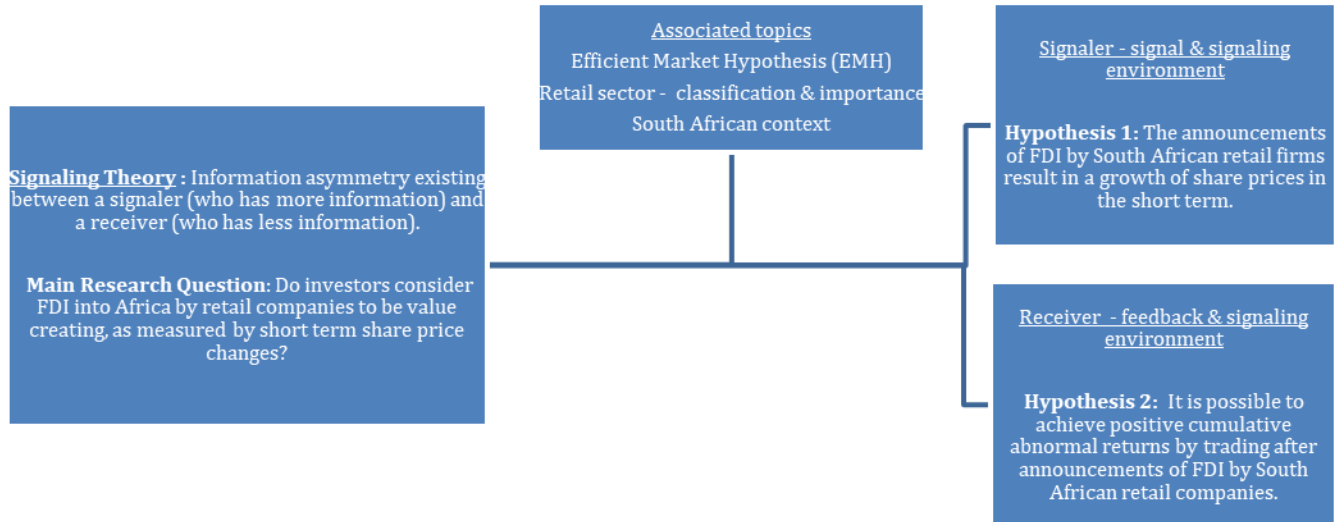 Associated topics
Efficient Market Hypothesis (EMH)
Retail sector - classification & importance
South African context
Signaling Theory : Information asymmetry existing
between a signaler (who has more information) and
a receiver (who has less information).
Main Research Question: Do investors consider
FDI into Africa by retail companies to be value
creating, as measured by short term share price
changes?
Signaler - signal & signaling
environment
Hypothesis 1: The announcements
of FDI by South African retail firms
result in a growth of share prices in
the short term.
Receiver - feedback & signaling
environment
Hypothesis 2: It is possible to
achieve positive cumulative
abnormal returns by trading after
announcements of FDI by South
African retail companies.